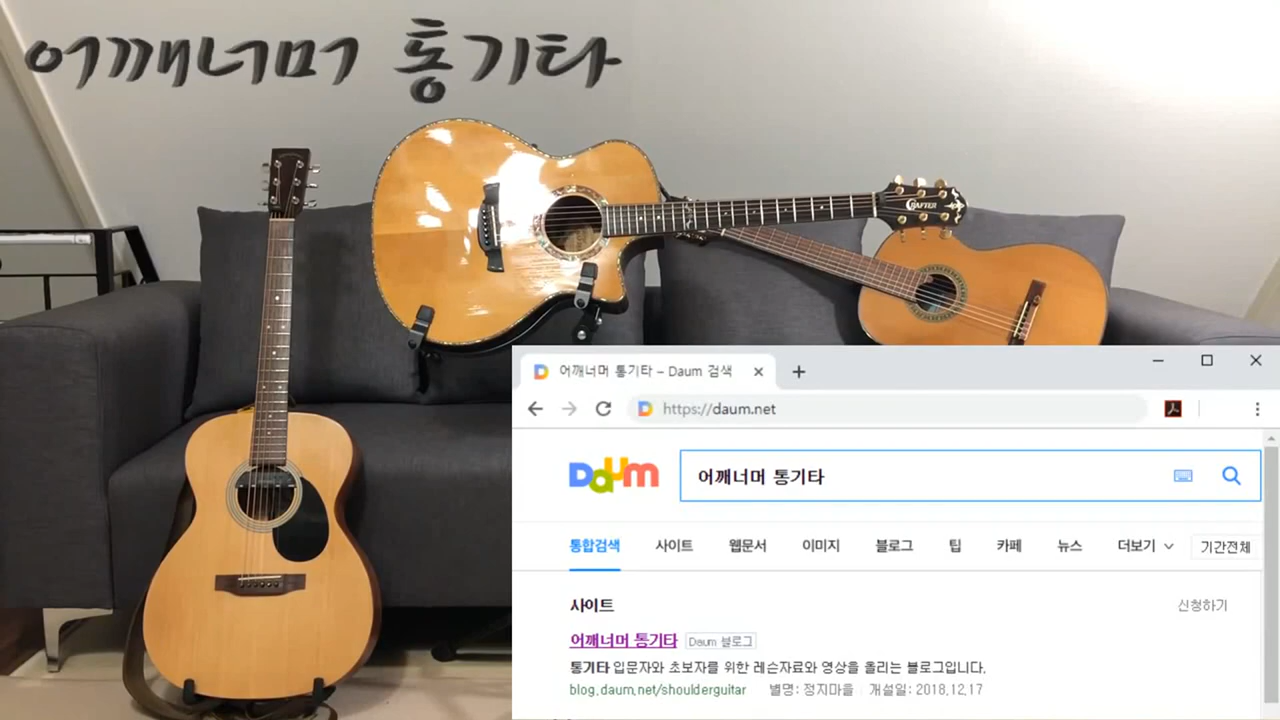 어깨너머 통기타
CRAFTER
어깨너머 통기타 – Daum 검색
https://daum.net
Daum
어깨너머 통기타
통합검색 사이트 웹문서 이미지 블로그 팁 카페 뉴스 더보기 기간전체
사이트 신청하기
어깨너머 통기타 Daum 블로그
통기타 입문자와 초보자를 위한 레슨자료와 영상을 올리는 블로그입니다.
blog.daum.net/shoulderguitar 별명: 정지마을 개설일: 2018.12.17